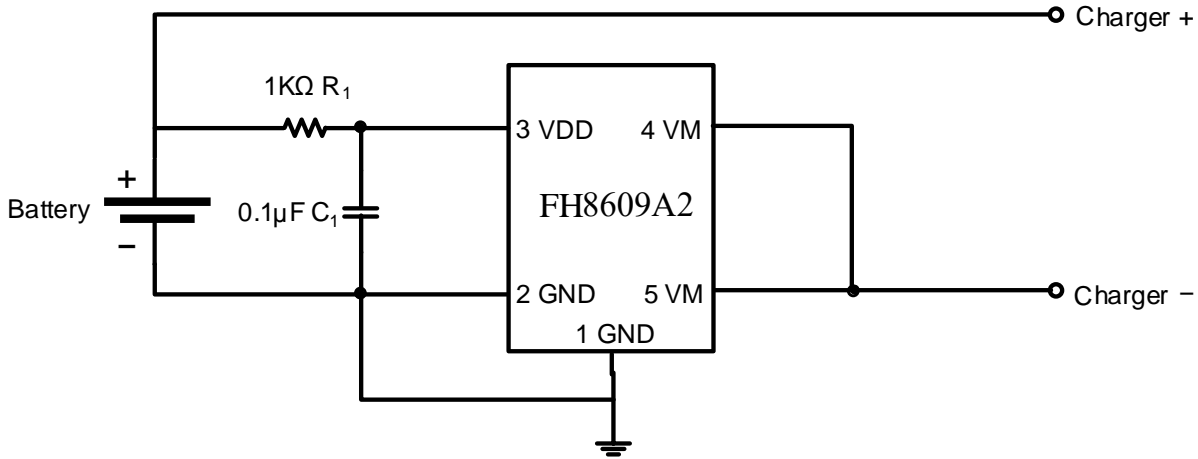 Charger +
1KΩ R1
3 VDD
4 VM
+
Battery
0.1µF C1
FH8609A2
−
2 GND
5 VM
Charger −
1 GND